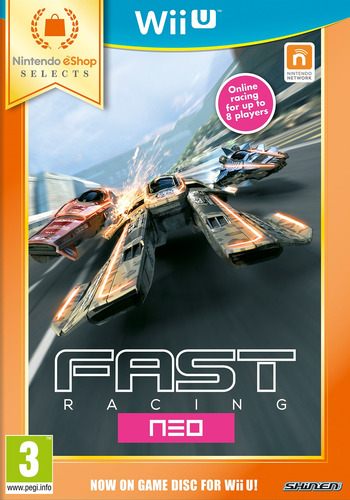 Wii U
Nintendo eShop
SELECTS
NINTENDO
NETWORK
Online
racing
for up to
8 players
FAST
RACING
NEO
3
www.pegi.info
NOW ON GAME DISC FOR Wii U!
SHIN'EN